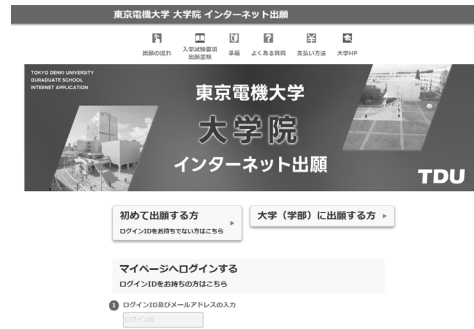 東京電機大学 大学院 インターネット出願
出願の流れ
入学試験要項
出願書類
準備
よくある質問
支払い方法
大学HP
TOKYO DENKI UNIVERSITY
GURADUATE SCHOOL
INTERNET APPLICATION
東京電機大学
大学院
インターネット出願
TDU
初めて出願する方
ログインIDをお持ちでない方はこちら
大学（学部）に出願する方
マイページへログインする
ログインIDをお持ちの方はこちら
1 ログインID及びメールアドレスの入力
ログインID